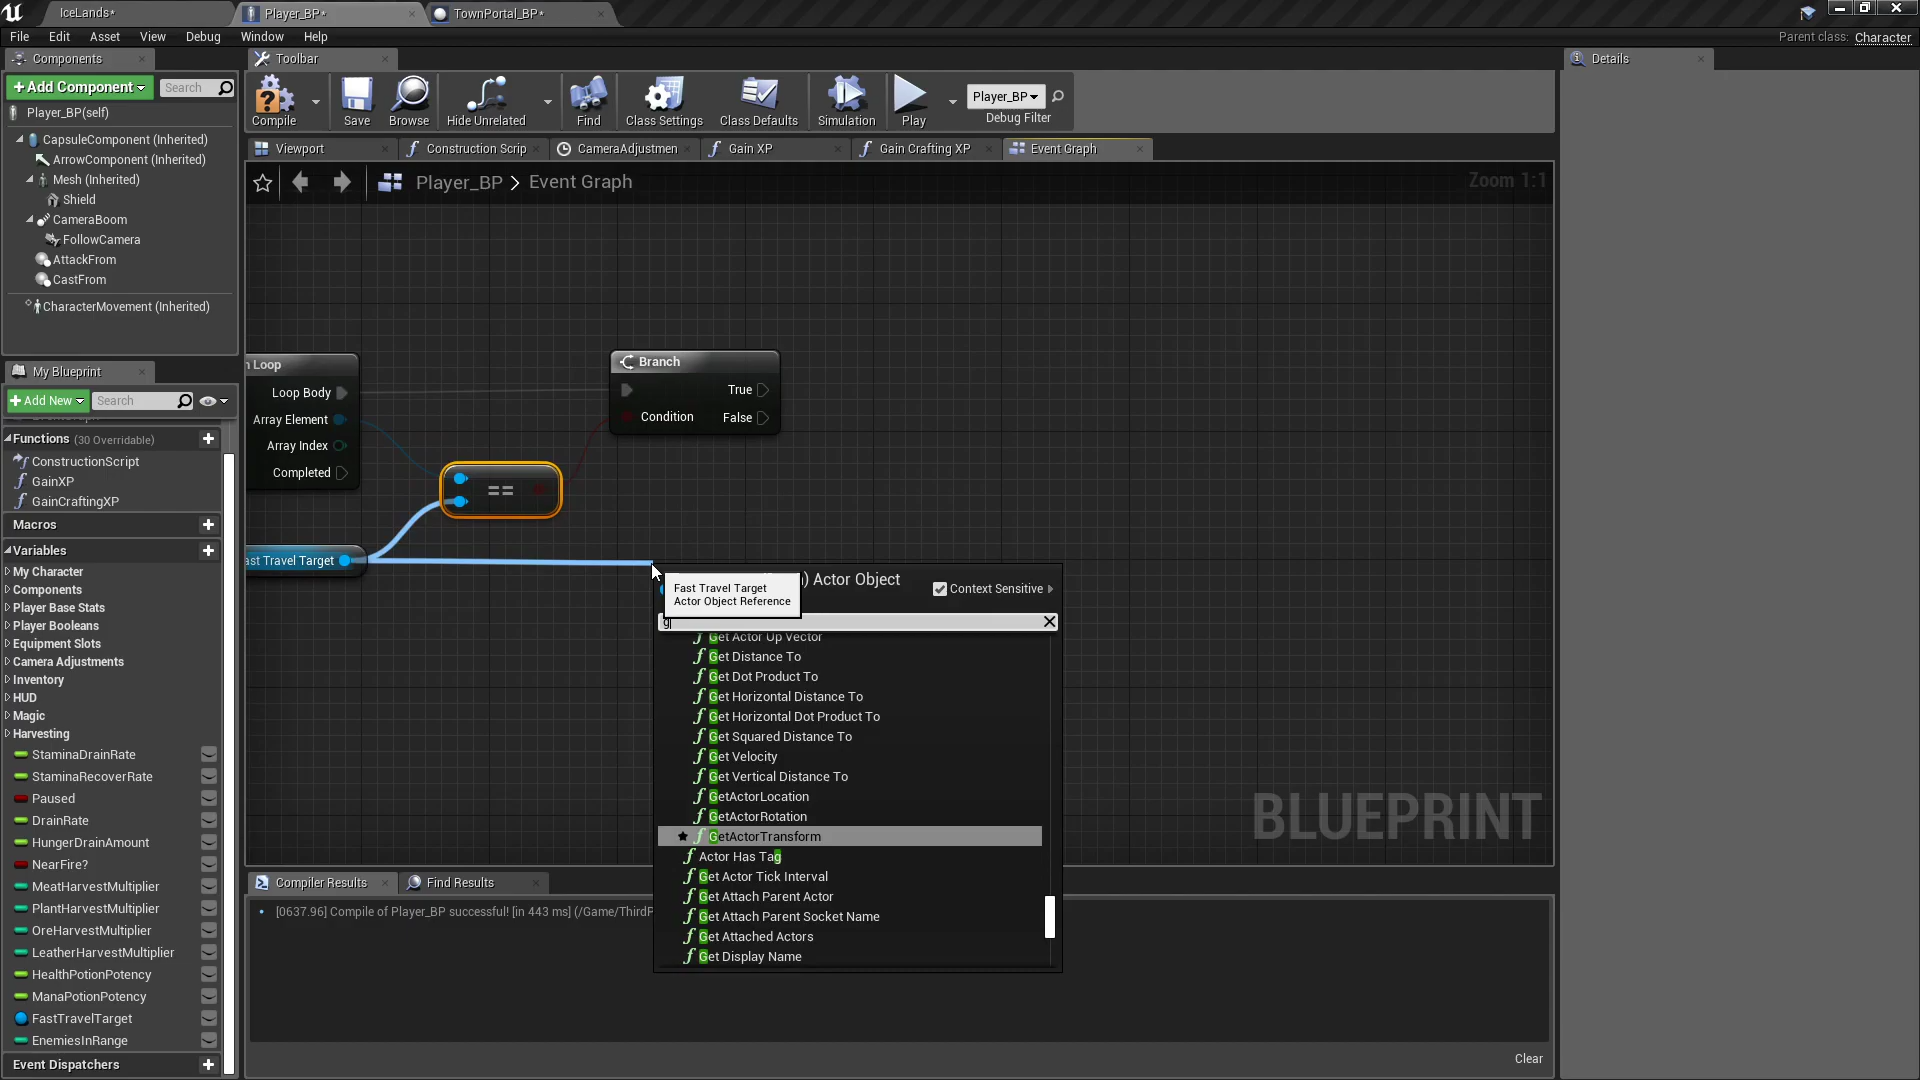 IceLands*
Player_BP*
TownPortal_BP*
File Edit Asset View Debug Window Help
Parent class: Character
Components
Toolbar
Details
+ Add Component
Search
Player_BP(self)
CapsuleComponent (Inherited)
ArrowComponent (Inherited)
Mesh (Inherited)
Shield
CameraBoom
FollowCamera
AttackFrom
CastFrom
CharacterMovement (Inherited)
Compile
Save
Browse
Hide Unrelated
Find
Class Settings
Class Defaults
Simulation
Play
Player_BP
Debug Filter
Viewport
Construction Scrip
CameraAdjustmen
Gain XP
Gain Crafting XP
Event Graph
Player_BP > Event Graph
Zoom 1:1
My Blueprint
+ Add New
Search
Functions (30 Overridable)
ConstructionScript
GainXP
GainCraftingXP
Macros
Variables
My Character
Components
Player Base Stats
Player Booleans
Equipment Slots
Camera Adjustments
Inventory
HUD
Magic
Harvesting
StaminaDrainRate
StaminaRecoverRate
Paused
DrainRate
HungerDrainAmount
NearFire?
MeatHarvestMultiplier
PlantHarvestMultiplier
OreHarvestMultiplier
LeatherHarvestMultiplier
HealthPotionPotency
ManaPotionPotency
FastTravelTarget
EnemiesInRange
Event Dispatchers
Loop
Loop Body
Array Element
Array Index
Completed
==
Branch
True
Condition
False
ast Travel Target
Fast Travel Target
Actor Object Reference
) Actor Object
Context Sensitive
g
Get Actor Up Vector
Get Distance To
Get Dot Product To
Get Horizontal Distance To
Get Horizontal Dot Product To
Get Squared Distance To
Get Velocity
Get Vertical Distance To
GetActorLocation
GetActorRotation
GetActorTransform
Actor Has Tag
Get Actor Tick Interval
Get Attach Parent Actor
Get Attach Parent Socket Name
Get Attached Actors
Get Display Name
BLUEPRINT
Compiler Results
Find Results
[0637.96] Compile of Player_BP successful! [in 443 ms] (/Game/ThirdP
Clear